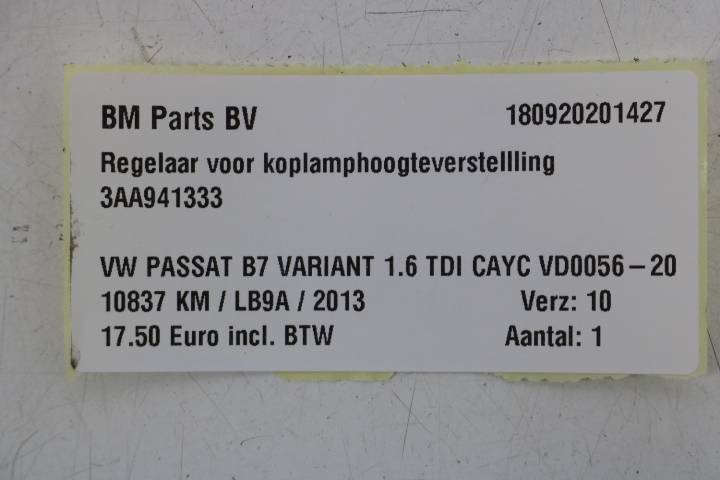 BM Parts BV 180920201427
Regelaar voor koplamphoogteverstellling
3AA941333
VW PASSAT B7 VARIANT 1.6 TDI CAYC VD0056-20
10837 KM / LB9A / 2013 Verz: 10
17.50 Euro incl. BTW Aantal: 1